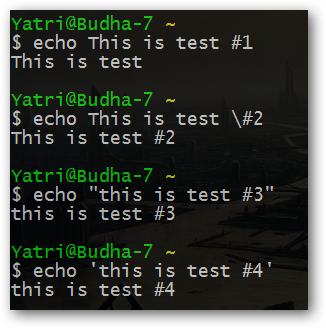 Yatri@Budha-7 ~
$ echo This is test #1
This is test
Yatri@Budha-7 ~
$ echo This is test \#2
This is test #2
Yatri@Budha-7 ~
$ echo "this is test #3"
this is test #3
Yatri@Budha-7 ~
$ echo 'this is test #4'
this is test #4